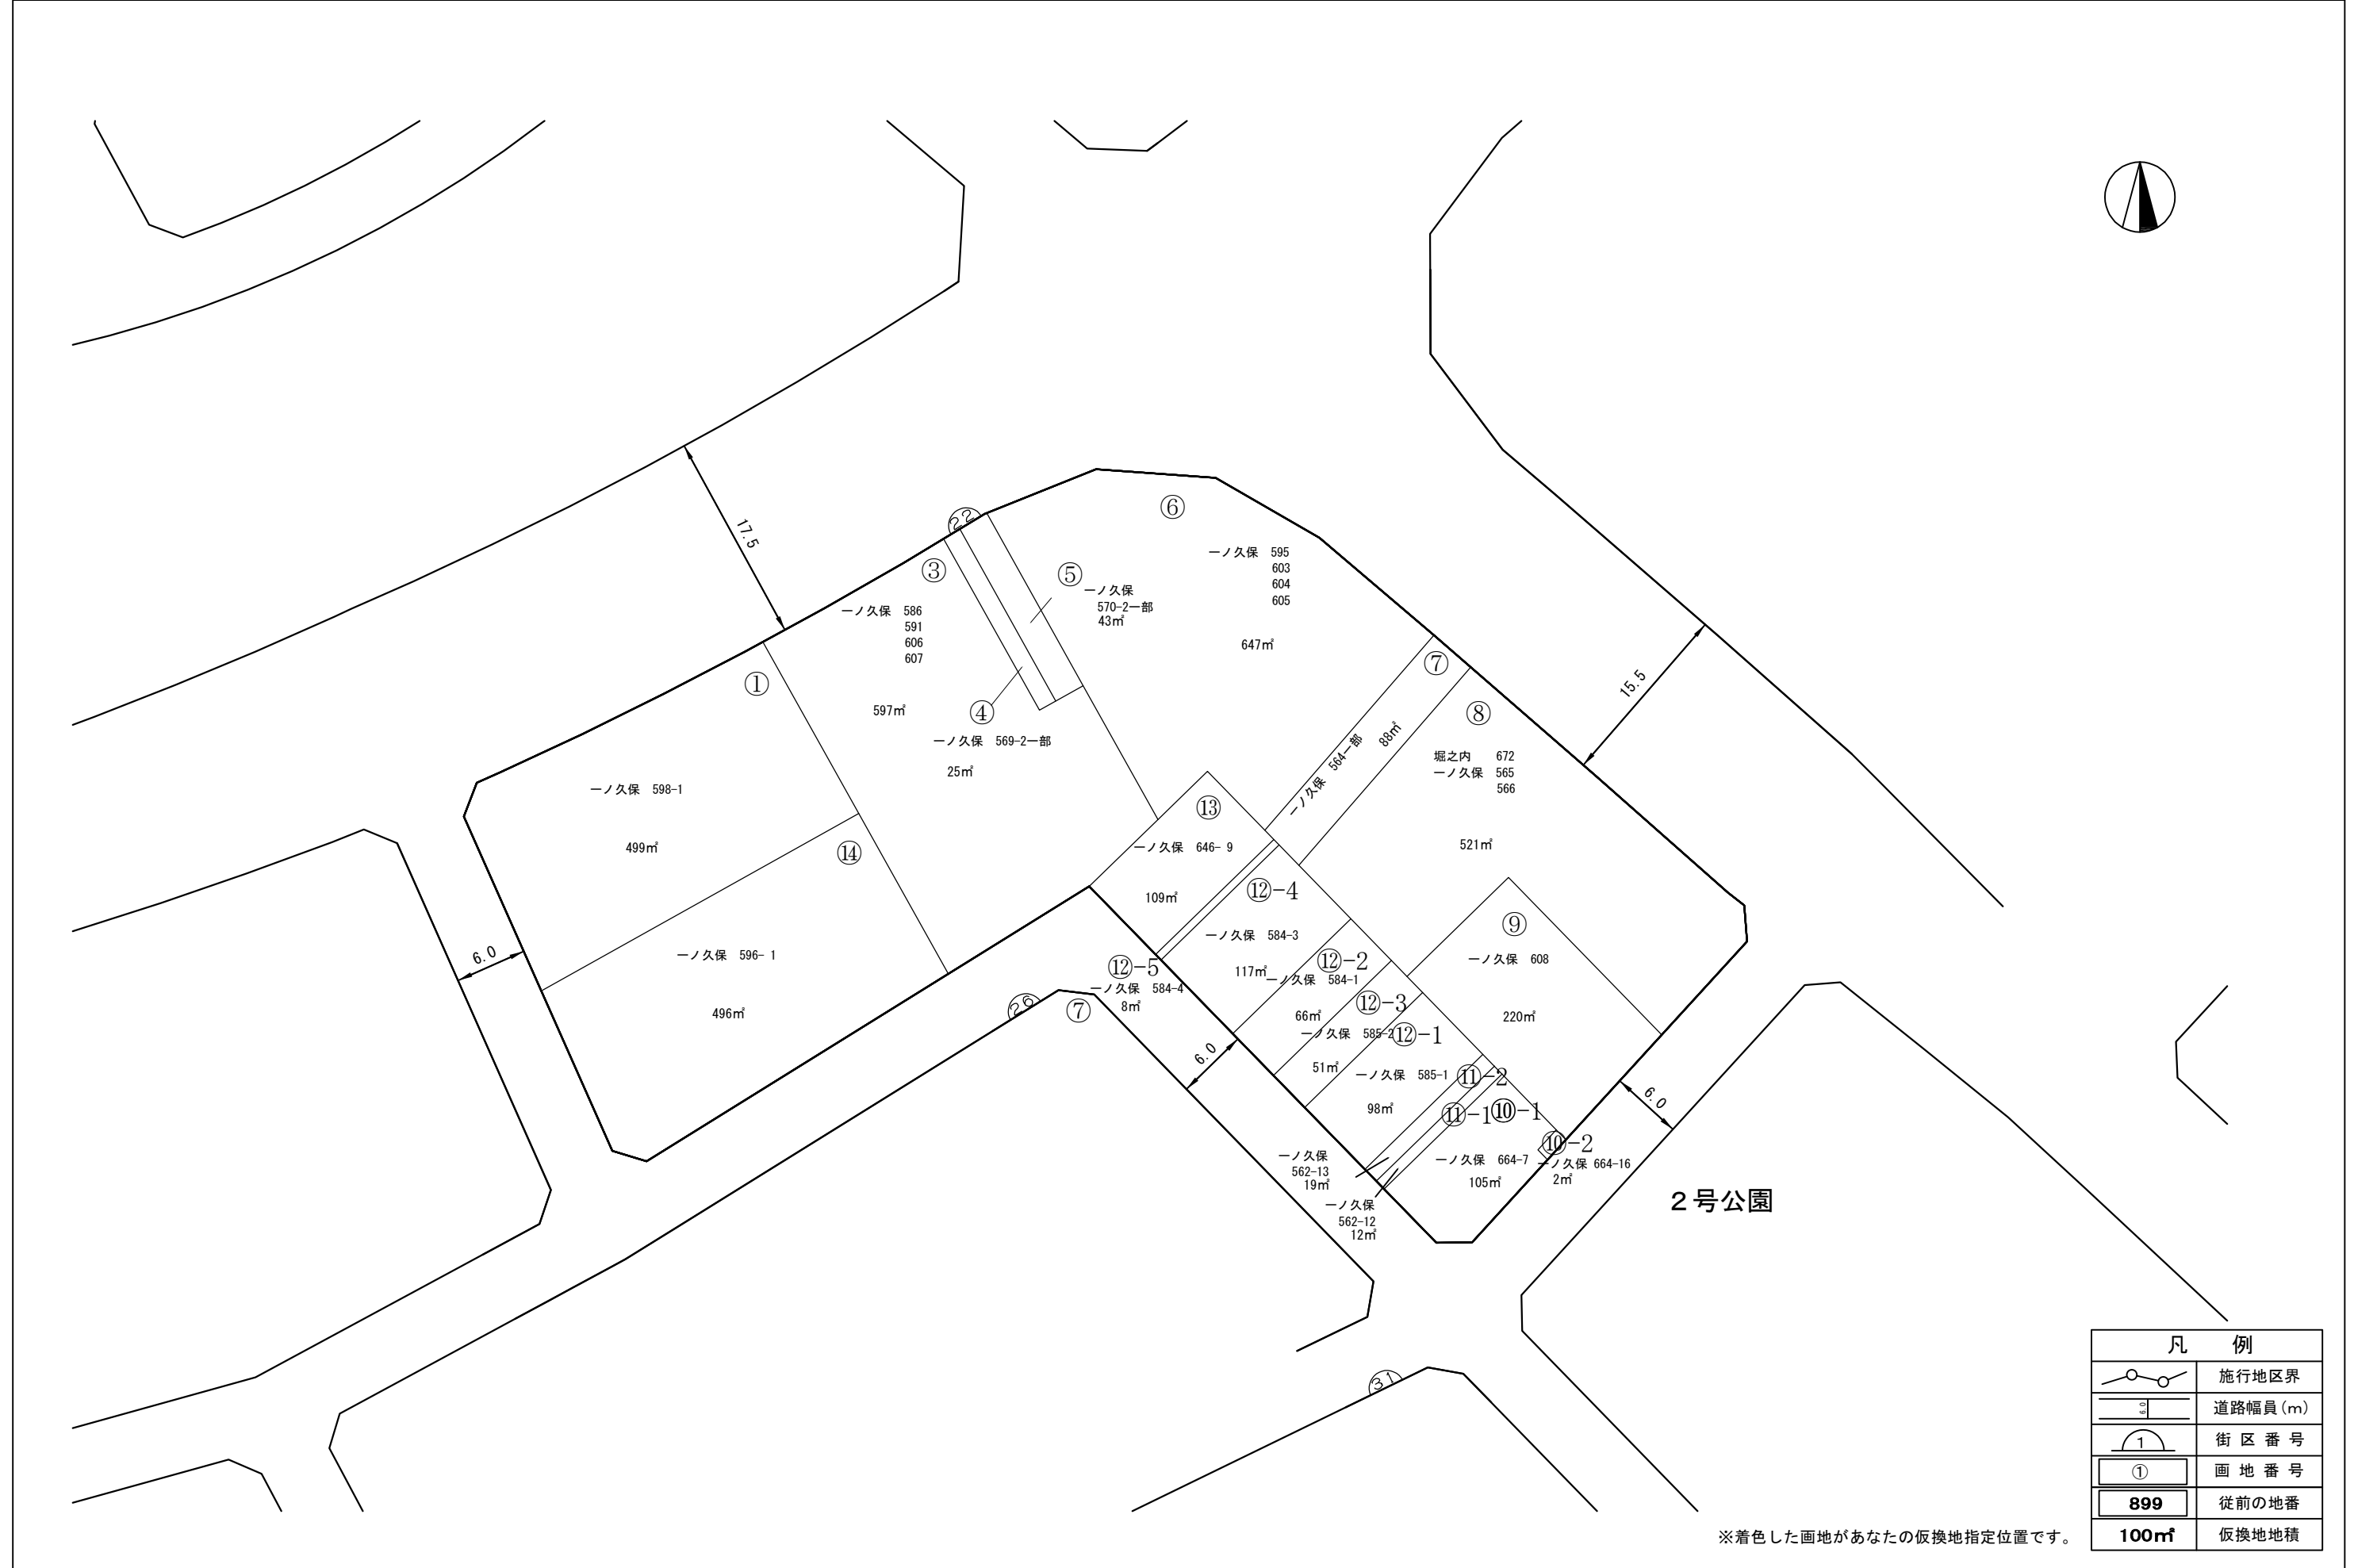 17.5
22
③
一ノ久保 586
591
606
607
597㎡
⑤
一ノ久保
570-2一部
43㎡
④
一ノ久保 569-2一部
25㎡
⑥
一ノ久保 595
603
604
605
647㎡
①
一ノ久保 598-1
499㎡
⑭
一ノ久保 596- 1
496㎡
⑦
一ノ久保 564一部 88㎡
⑧
堀之内 672
一ノ久保 565
566
521㎡
15.5
⑬
一ノ久保 646- 9
109㎡
⑫-4
一ノ久保 584-3
117㎡
⑨
一ノ久保 608
220㎡
⑫-2
一ノ久保 584-1
66㎡
⑫-5
一ノ久保 584-4
8㎡
⑫-3
一ノ久保 585-2
51㎡
⑫-1
一ノ久保 585-1
98㎡
6.0
26
⑦
6.0
⑪-2
⑪-1
⑩-1
一ノ久保 664-7
105㎡
⑩-2
一ノ久保 664-16
2㎡
6.0
一ノ久保
562-13
19㎡
一ノ久保
562-12
12㎡
２号公園
31
凡 例
施行地区界
6.0 道路幅員(m)
1 街 区 番 号
① 画 地 番 号
899 従前の地番
100㎡ 仮換地地積
※着色した画地があなたの仮換地指定位置です。